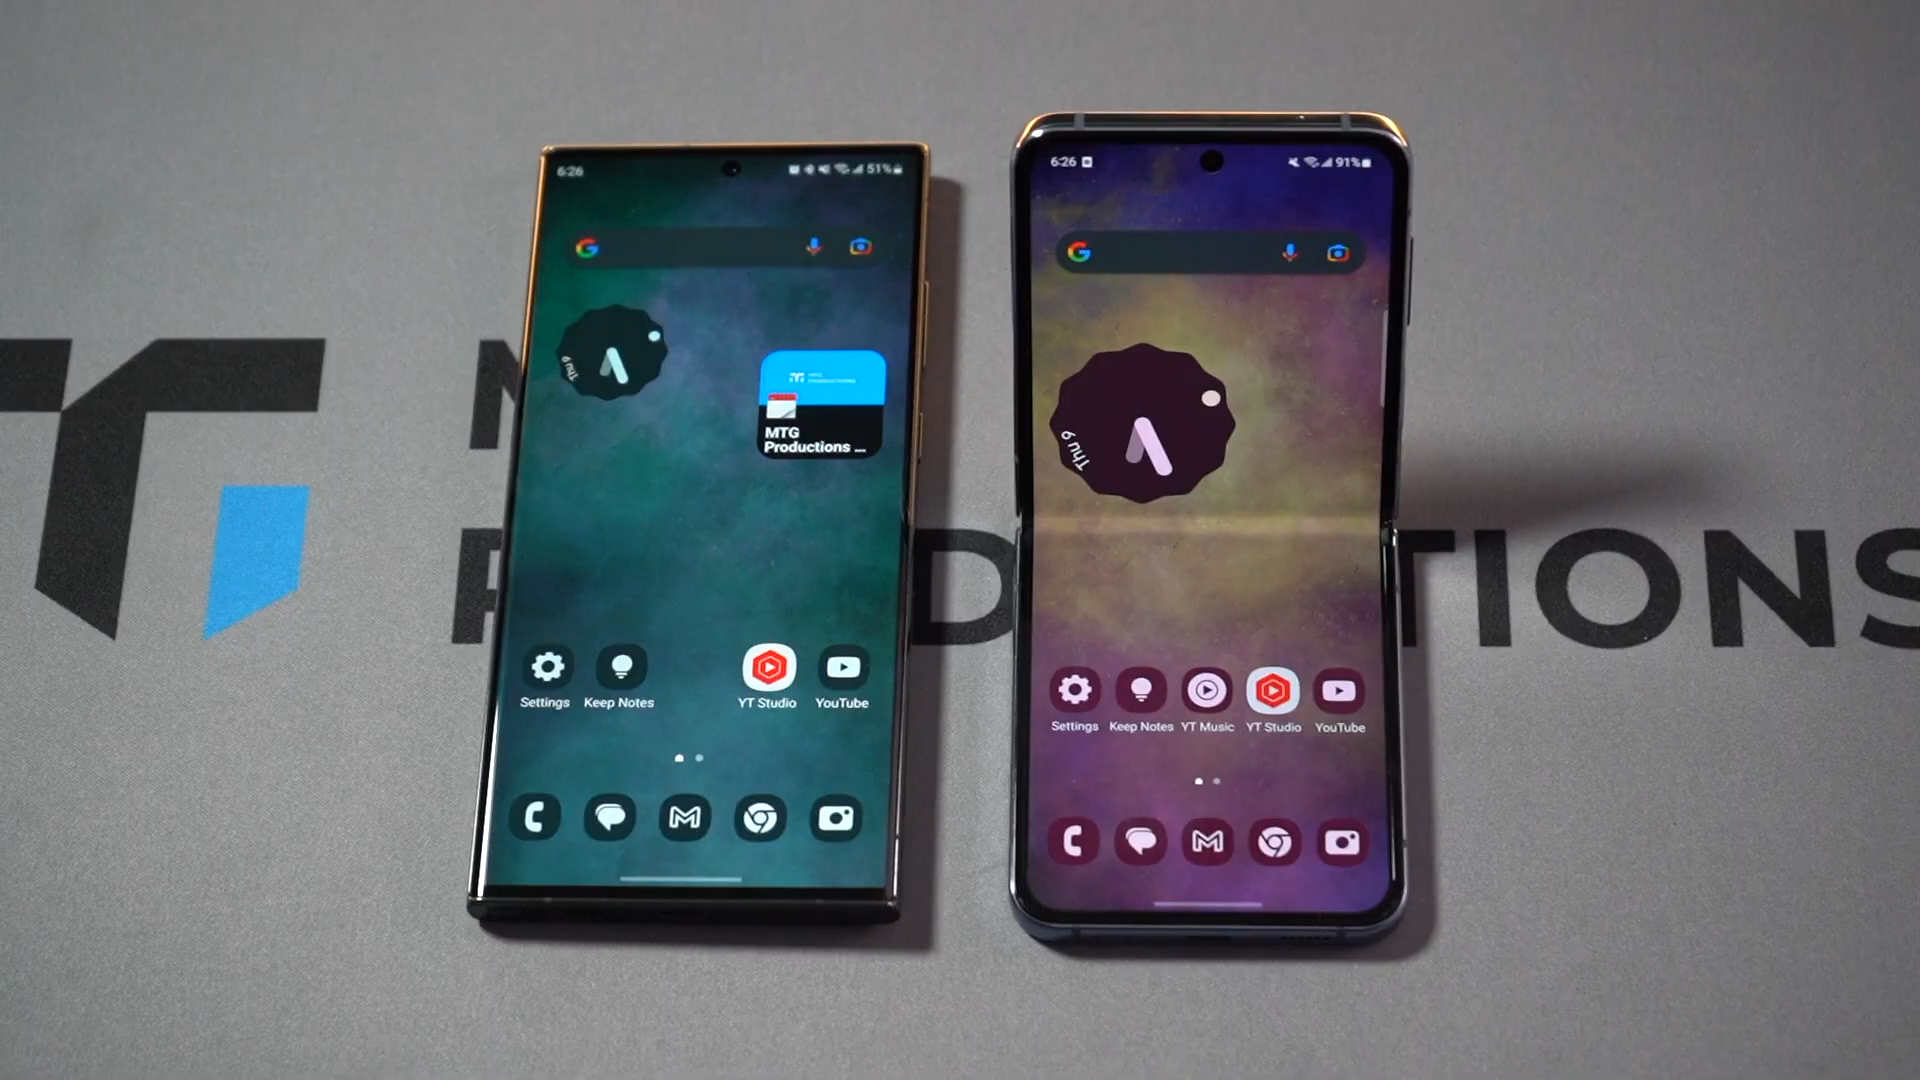 6:26
51%
Thu 9
MTG
Productions ...
Settings
Keep Notes
YT Studio
YouTube
6:26
91%
Thu 9
Settings
Keep Notes
YT Music
YT Studio
YouTube